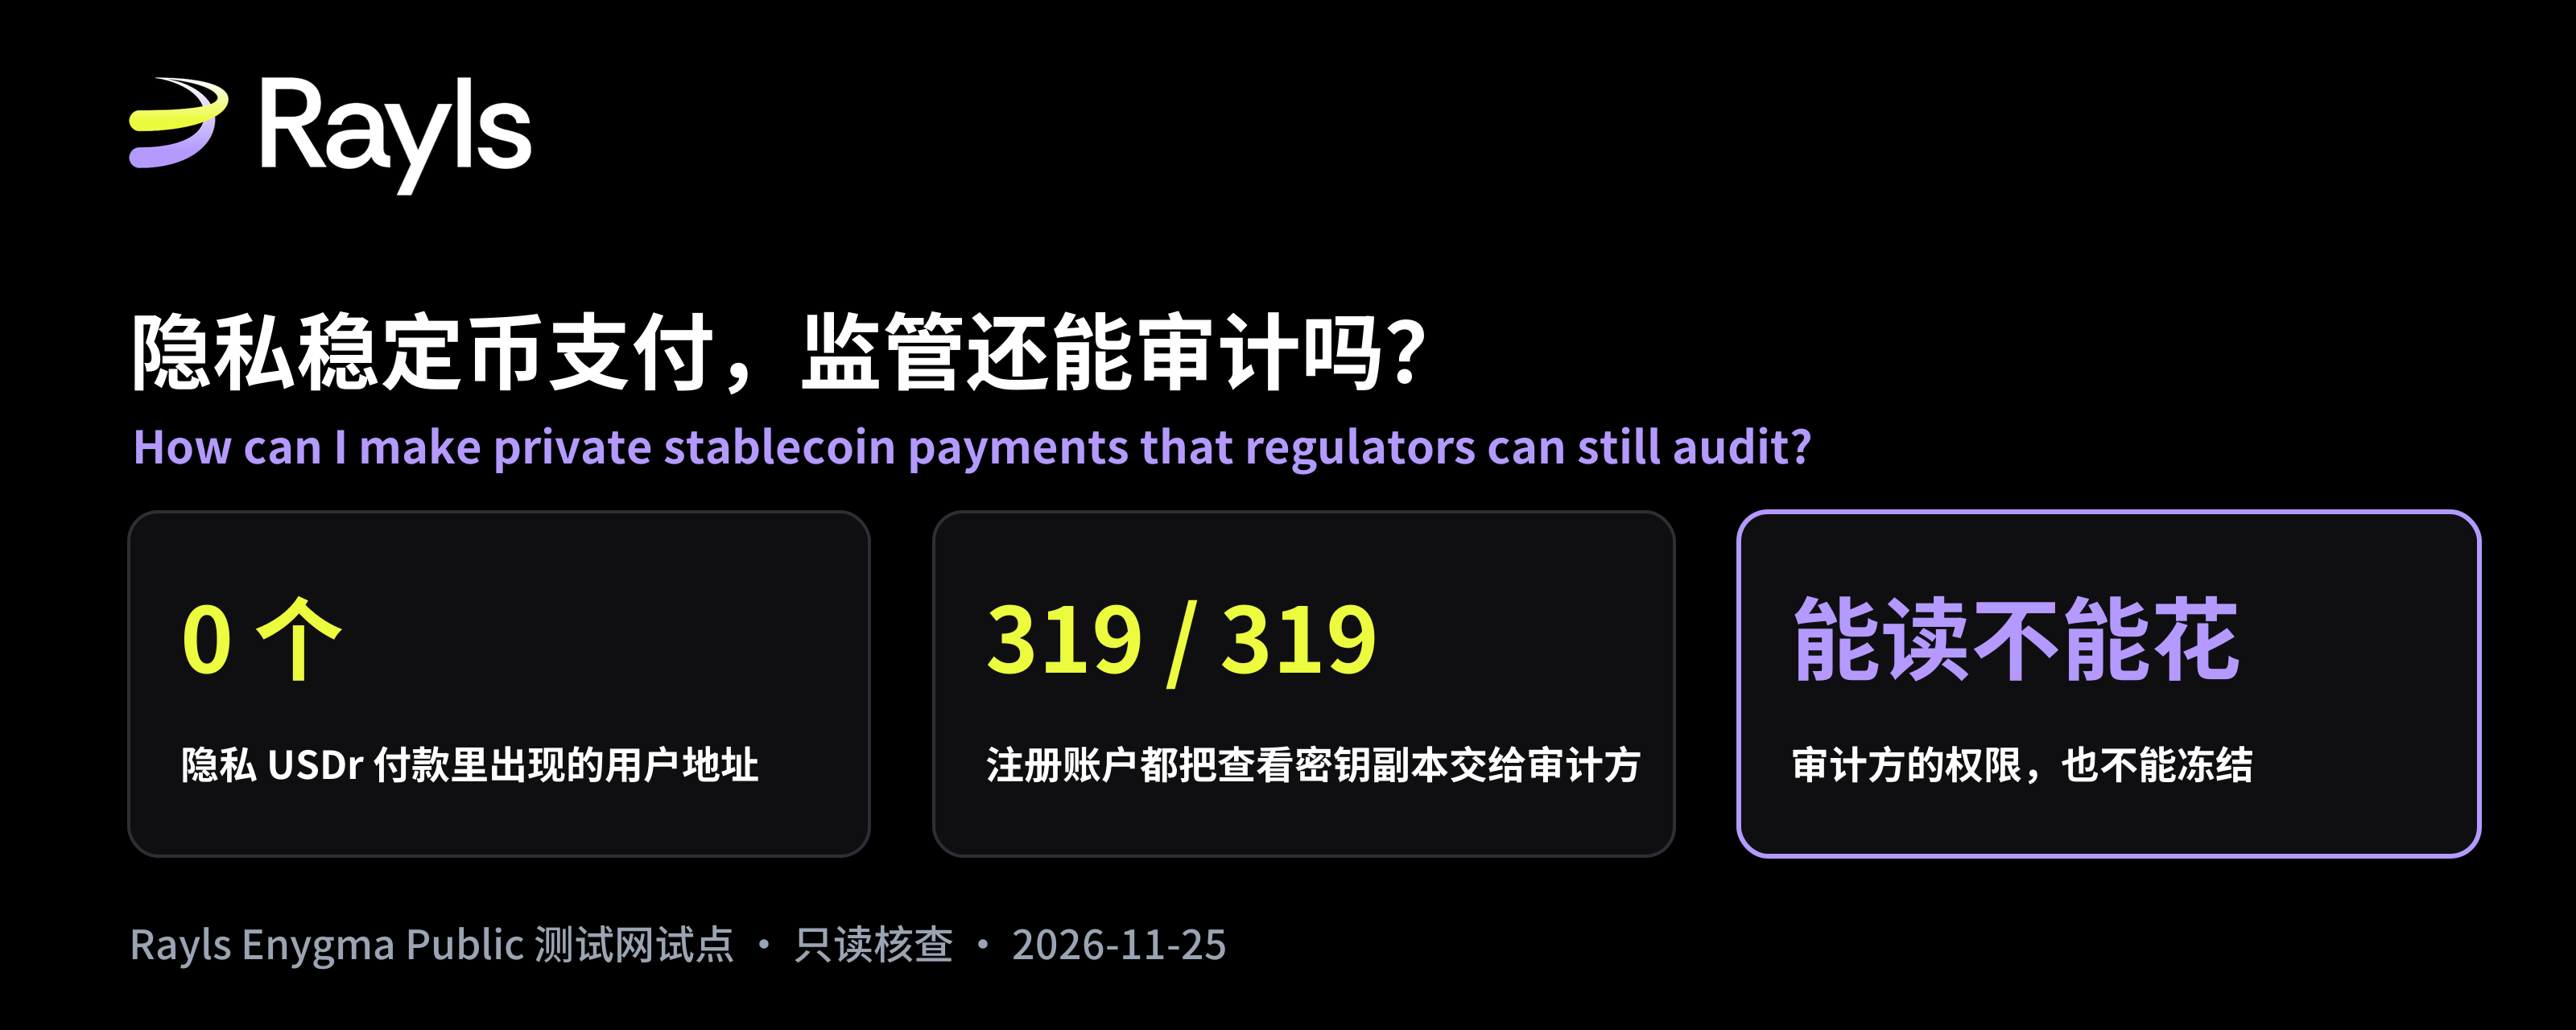 Rayls
隐私稳定币支付，监管还能审计吗？
How can I make private stablecoin payments that regulators can still audit?
0 个
隐私 USDr 付款里出现的用户地址
319 / 319
注册账户都把查看密钥副本交给审计方
能读不能花
审计方的权限，也不能冻结
Rayls Enygma Public 测试网试点 · 只读核查 · 2026-11-25